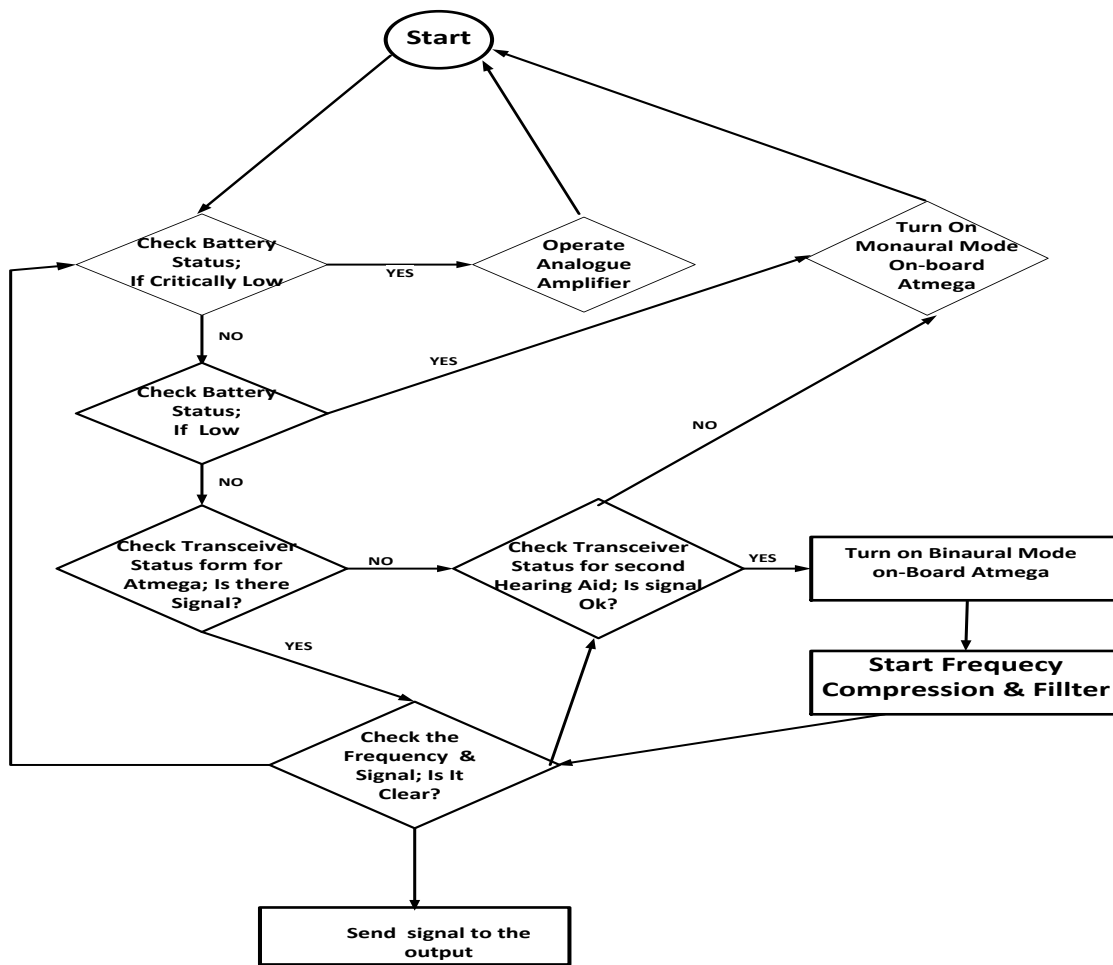 Start
Check Battery
Status;
If Critically Low
YES
Operate
Analogue
Amplifier
Turn On
Monaural Mode
On-board
Atmega
NO
YES
Check Battery
Status;
If Low
NO
NO
Check Transceiver
Status form for
Atmega; Is there
Signal?
NO
Check Transceiver
Status for second
Hearing Aid; Is signal
Ok?
YES
Turn on Binaural Mode
on-Board Atmega
YES
Start Frequecy
Compression & Fillter
Check the
Frequency &
Signal; Is It
Clear?
Send signal to the
output